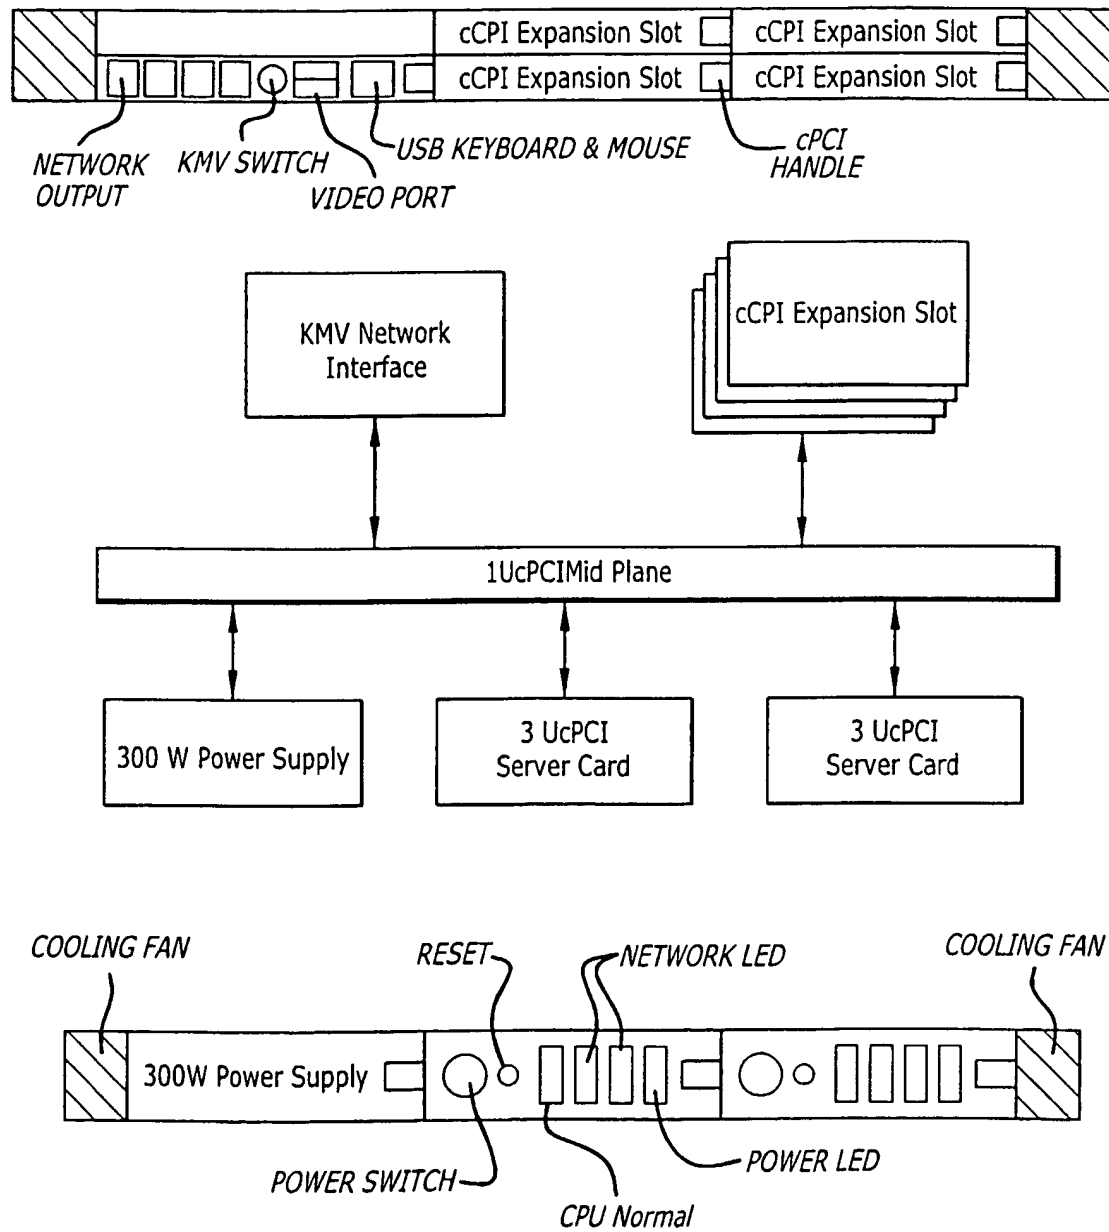 cCPI Expansion Slot
cCPI Expansion Slot
cCPI Expansion Slot
cCPI Expansion Slot
NETWORK
OUTPUT
KMV SWITCH
VIDEO PORT
USB KEYBOARD & MOUSE
cPCI
HANDLE
KMV Network
Interface
cCPI Expansion Slot
1UcPCIMid Plane
300 W Power Supply
3 UcPCI
Server Card
3 UcPCI
Server Card
COOLING FAN
RESET
NETWORK LED
COOLING FAN
300W Power Supply
POWER SWITCH
CPU Normal
POWER LED